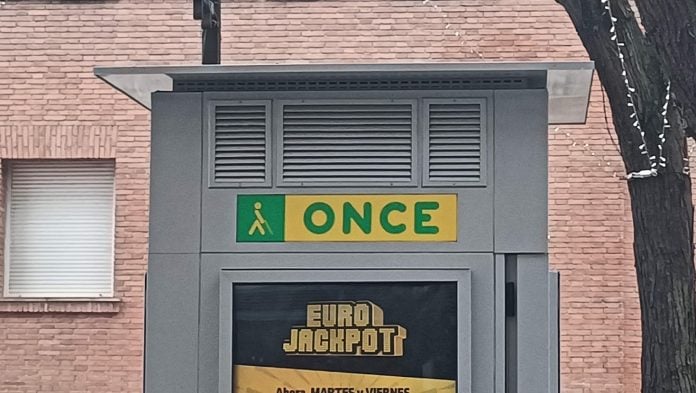 ONCE
EURO
JACKPOT
Ahora, MARTES y VIERNES